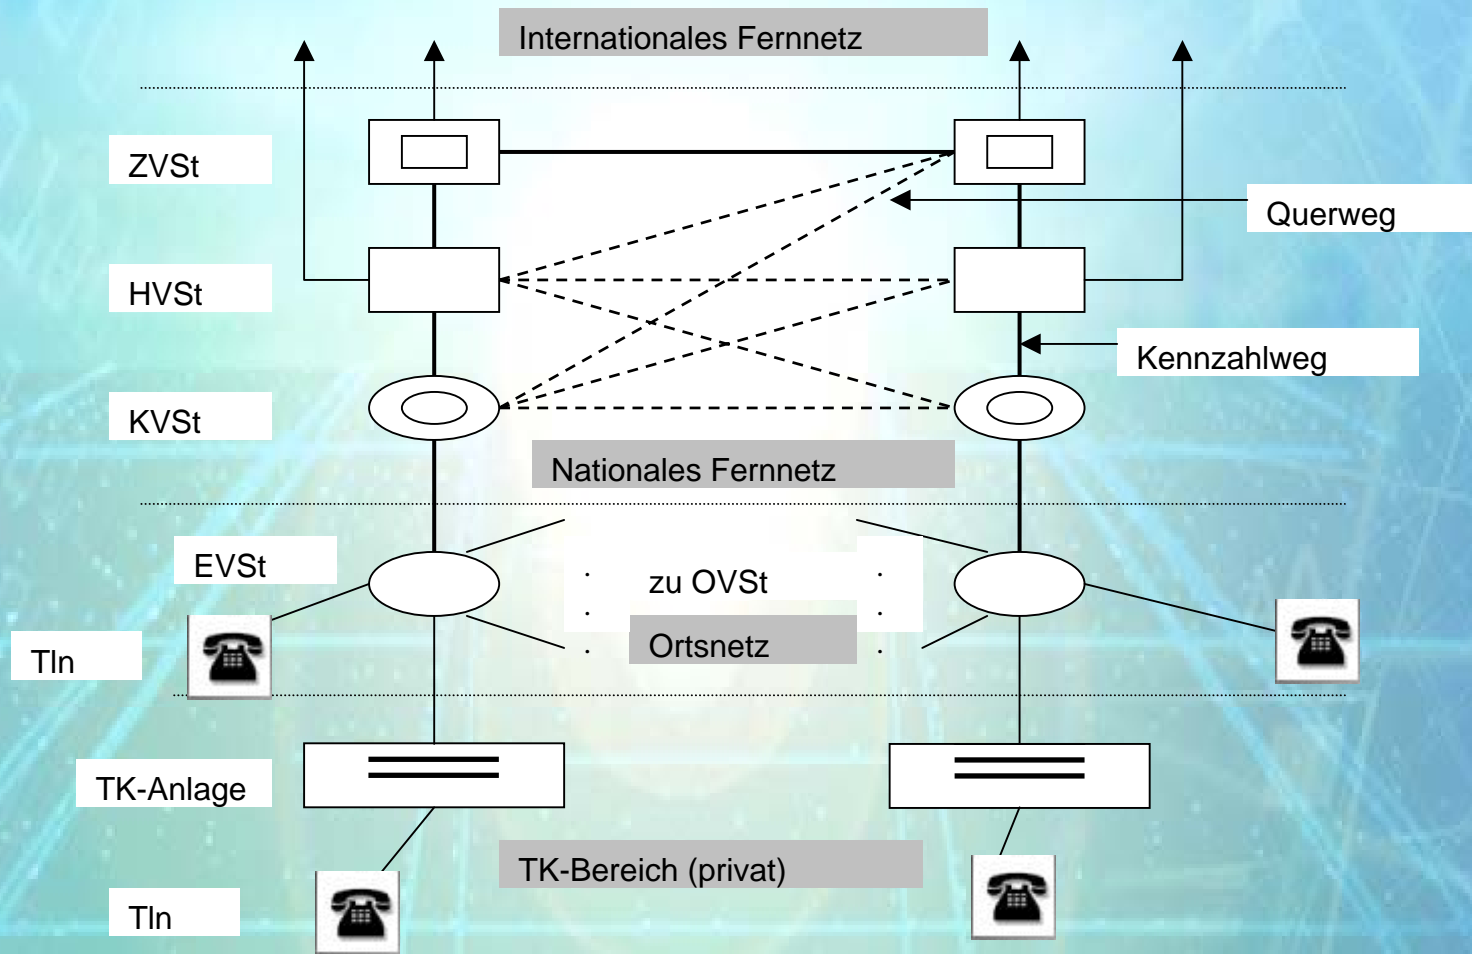 Internationales Fernnetz
ZVSt
Querweg
HVSt
Kennzahlweg
KVSt
Nationales Fernnetz
EVSt
. zu OVSt .
. .
. Ortsnetz .
Tln
TK-Anlage
TK-Bereich (privat)
Tln